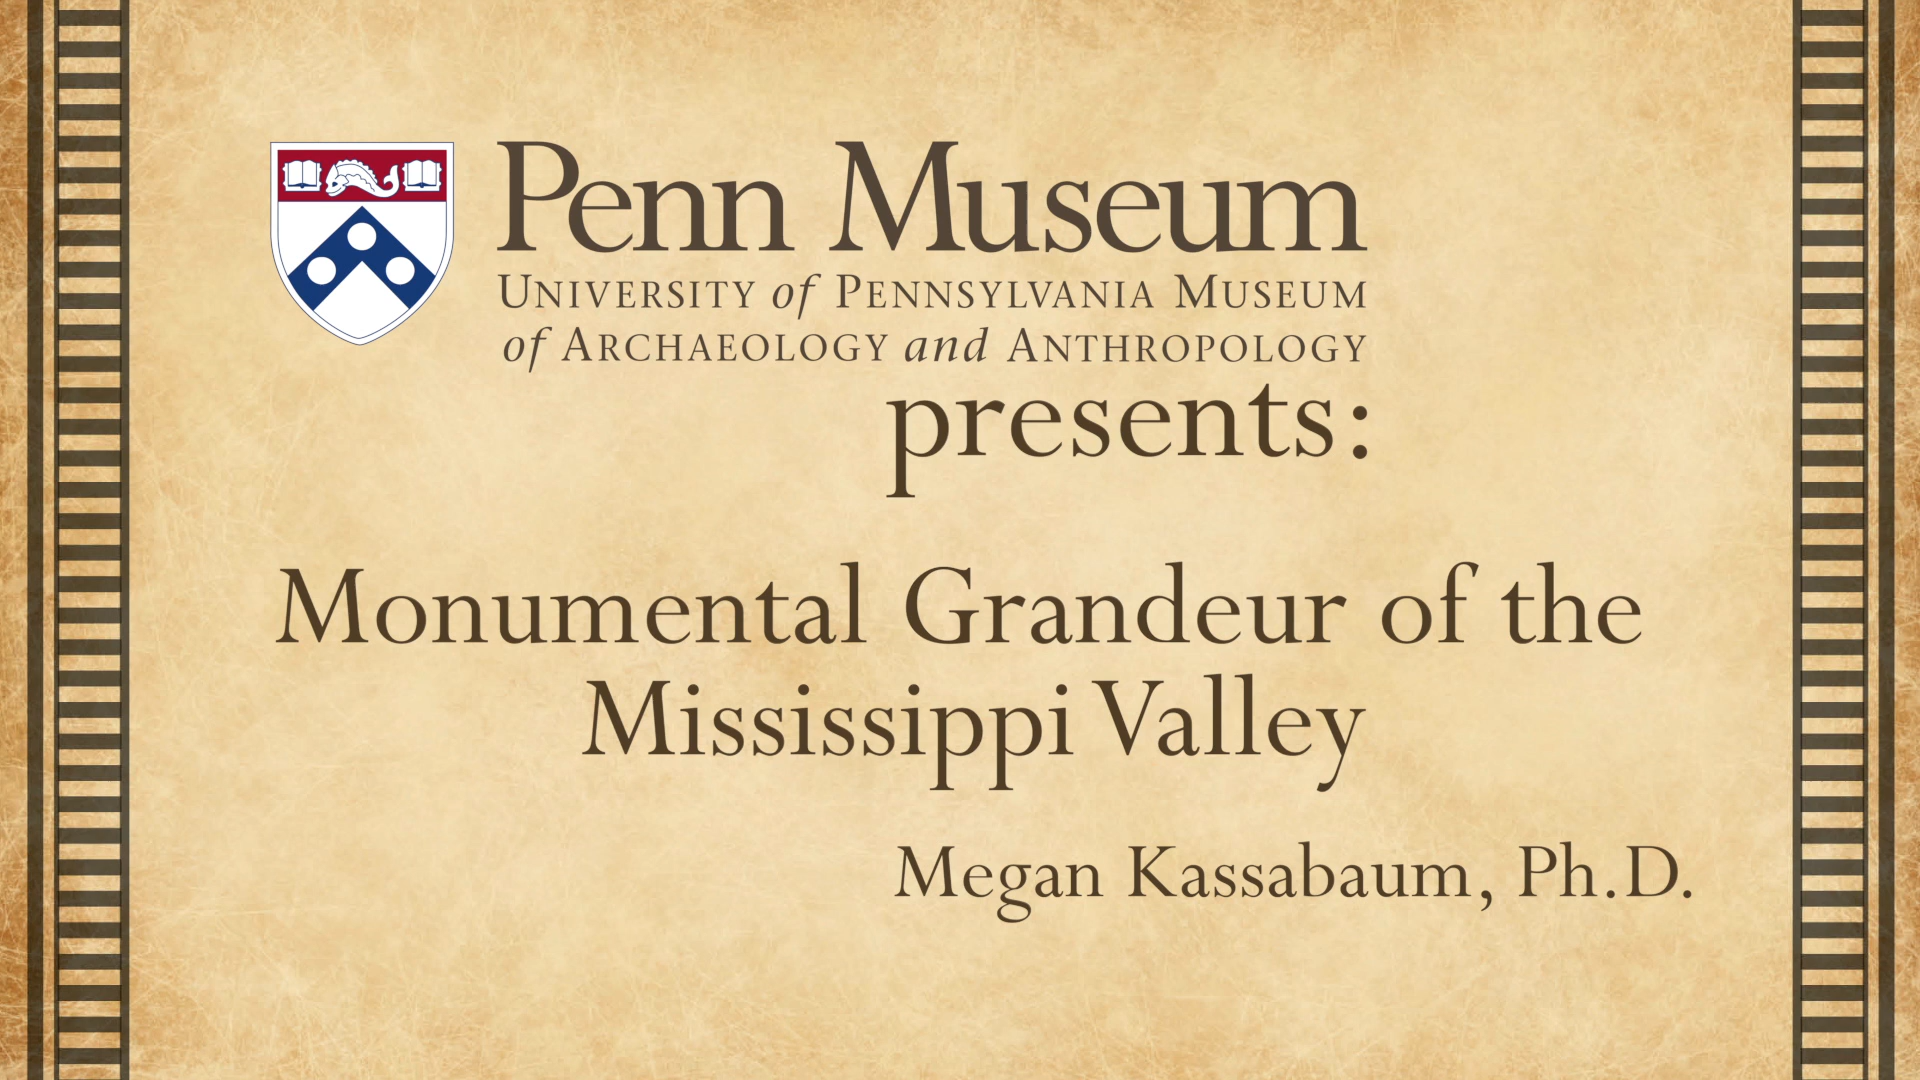 Penn Museum
University of Pennsylvania Museum
of Archaeology and Anthropology
presents:
Monumental Grandeur of the
Mississippi Valley
Megan Kassabaum, Ph.D.